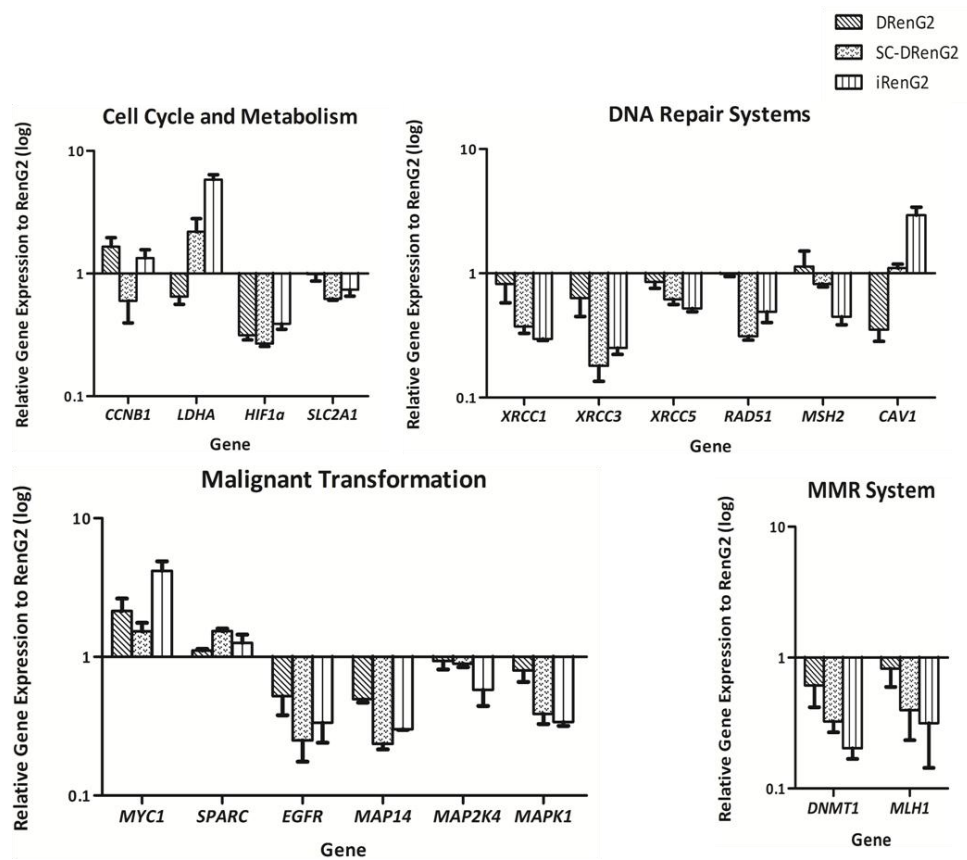 DRenG2
SC-DRenG2
iRenG2
Cell Cycle and Metabolism
Relative Gene Expression to RenG2 (log)
10
1
0.1
CCNB1 LDHA HIF1α SLC2A1
Gene
DNA Repair Systems
Relative Gene Expression to RenG2 (log)
10
1
0.1
XRCC1 XRCC3 XRCC5 RAD51 MSH2 CAV1
Gene
Malignant Transformation
Relative Gene Expression to RenG2 (log)
10
1
0.1
MYC1 SPARC EGFR MAP14 MAP2K4 MAPK1
Gene
MMR System
Relative Gene Expression to RenG2 (log)
10
1
0.1
DNMT1 MLH1
Gene